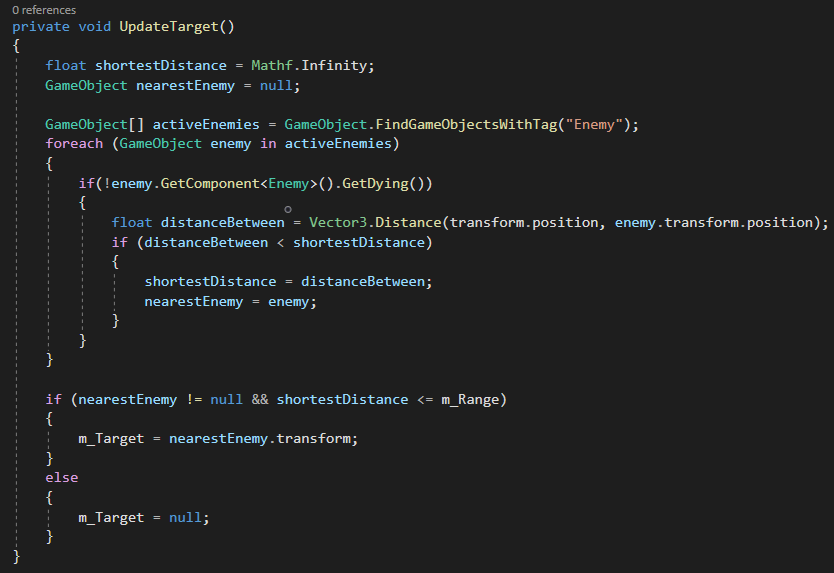 0 references
private void UpdateTarget()
{
    float shortestDistance = Mathf.Infinity;
    GameObject nearestEnemy = null;

    GameObject[] activeEnemies = GameObject.FindGameObjectsWithTag("Enemy");
    foreach (GameObject enemy in activeEnemies)
    {
        if(!enemy.GetComponent<Enemy>().GetDying())
        {
            float distanceBetween = Vector3.Distance(transform.position, enemy.transform.position);
            if (distanceBetween < shortestDistance)
            {
                shortestDistance = distanceBetween;
                nearestEnemy = enemy;
            }
        }
    }

    if (nearestEnemy != null && shortestDistance <= m_Range)
    {
        m_Target = nearestEnemy.transform;
    }
    else
    {
        m_Target = null;
    }
}